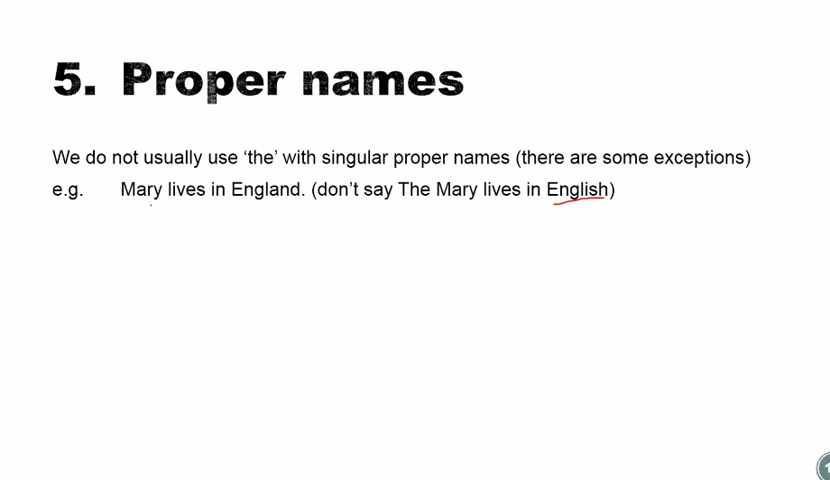 5. Proper names
We do not usually use ‘the’ with singular proper names (there are some exceptions)
e.g. Mary lives in England. (don’t say The Mary lives in English)